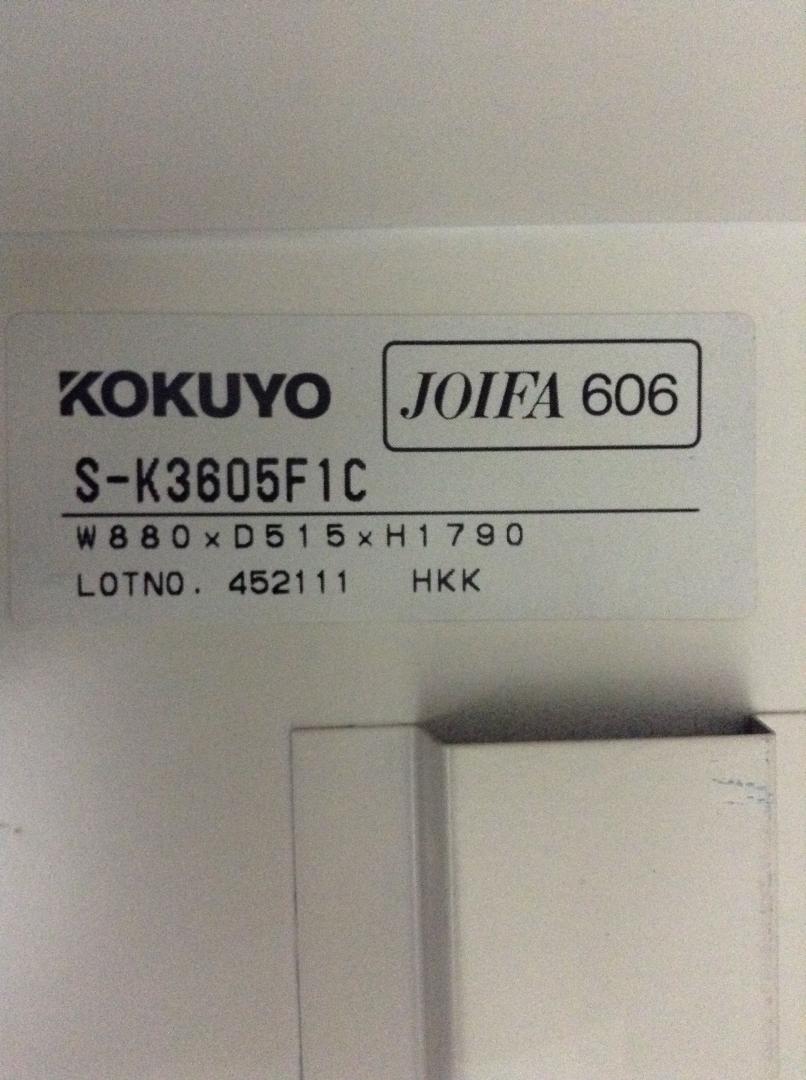 KOKUYO JOIFA 606
S-K3605F1C
W880×D515×H1790
LOTNO. 452111 HKK